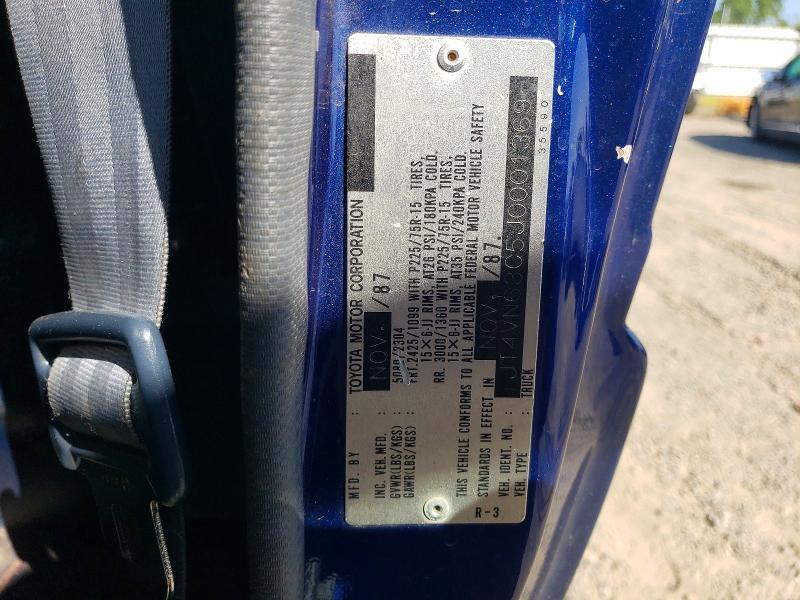 MFD. BY : TOYOTA MOTOR CORPORATION
INC. VEH. MFD. : NOV. /87
GVWR(LBS/KGS) : 5080/2304
GAWR(LBS/KGS) : FRT. 2425/1099 WITH P225/75R-15 TIRES,
15×6-JJ RIMS, AT26 PSI/180KPA COLD.
RR. 3000/1360 WITH P225/75R-15 TIRES,
15×6-JJ RIMS, AT35 PSI/240KPA COLD.
THIS VEHICLE CONFORMS TO ALL APPLICABLE FEDERAL MOTOR VEHICLE SAFETY
STANDARDS IN EFFECT IN NOV. /87.
VEH. IDENT. NO. : JT4VN63C5J0001369
VEH. TYPE : TRUCK
R-3
35590